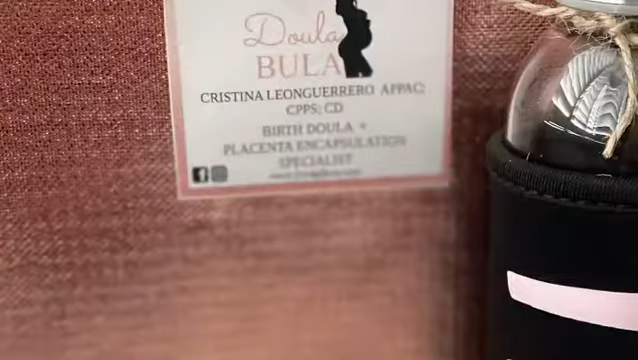 Doula
BULA
CRISTINA LEONGUERRERO APPAC;
CPPS; CD
BIRTH DOULA +
PLACENTA ENCAPSULATION
SPECIALIST